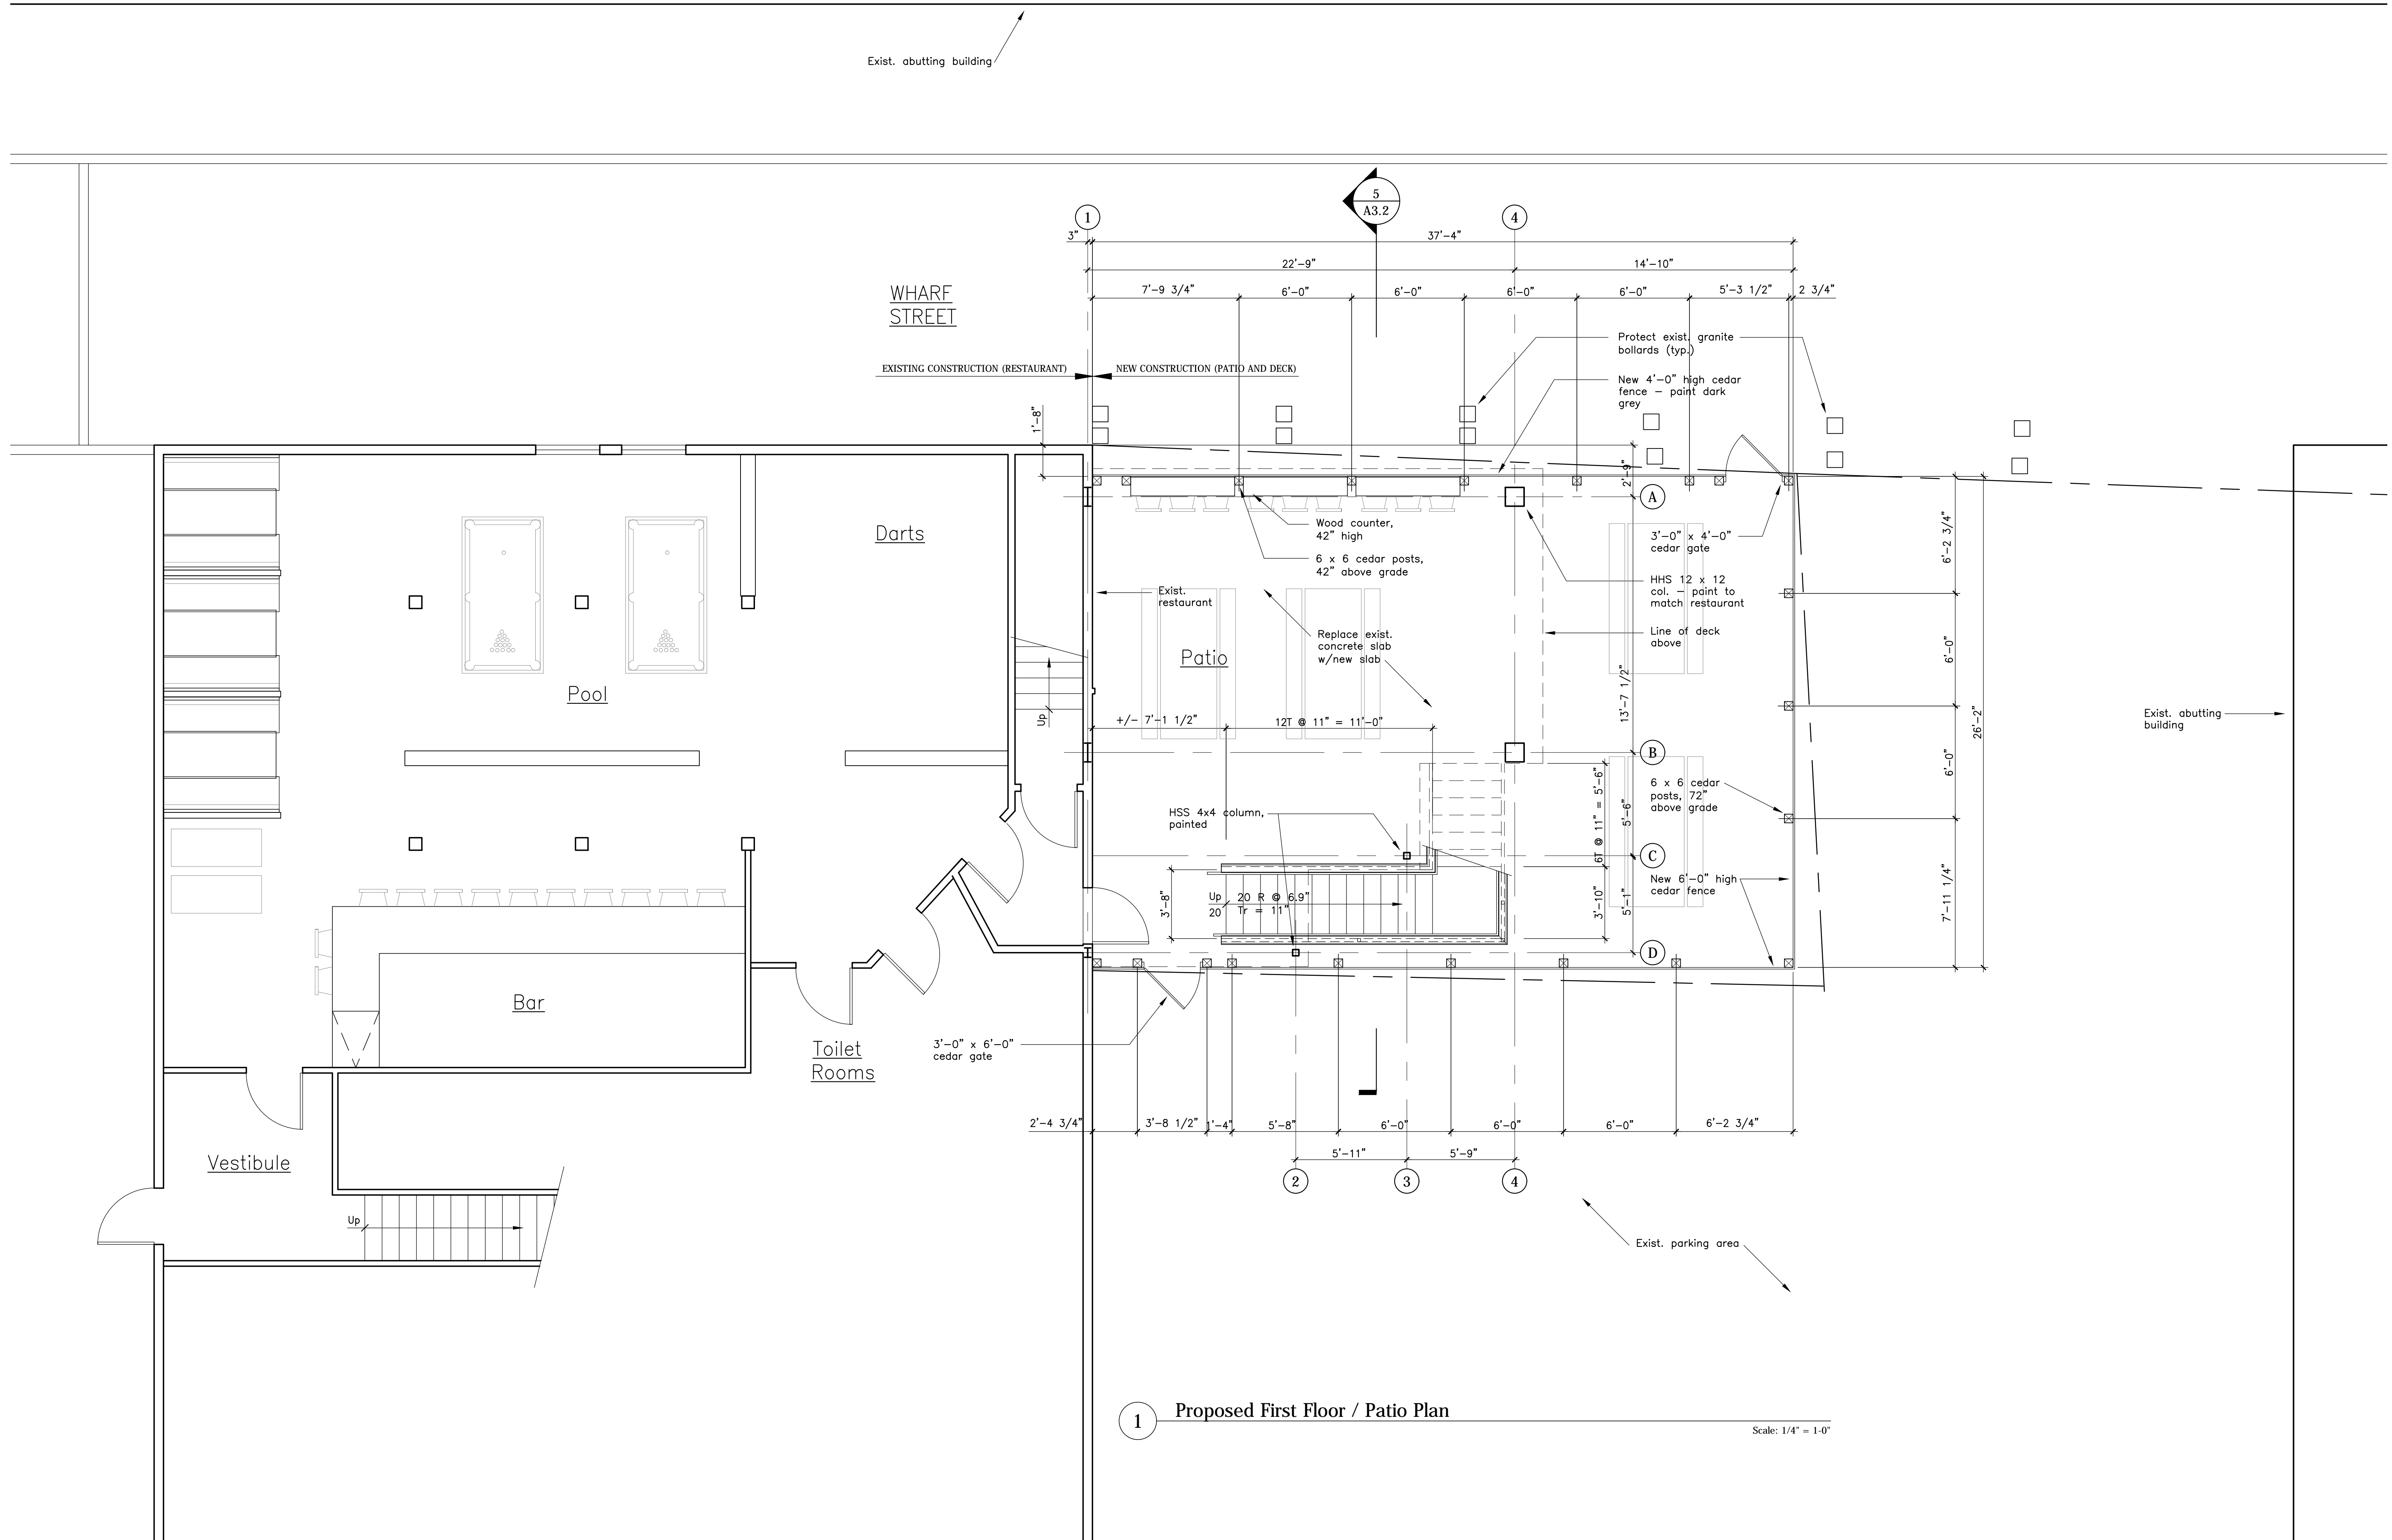 Exist. abutting building
5
A3.2
1
4
3"
37'-4"
22'-9"
14'-10"
7'-9 3/4"
6'-0"
6'-0"
6'-0"
6'-0"
5'-3 1/2"
2 3/4"
WHARF
STREET
Protect exist. granite
bollards (typ.)
EXISTING CONSTRUCTION (RESTAURANT)
NEW CONSTRUCTION (PATIO AND DECK)
New 4'-0" high cedar
fence – paint dark
grey
1'-8"
2'-9"
A
Darts
Wood counter,
42" high
3'-0" x 4'-0"
cedar gate
6'-2 3/4"
6 x 6 cedar posts,
42" above grade
HHS 12 x 12
col. – paint to
match restaurant
Exist.
restaurant
Replace exist.
concrete slab
w/new slab
Line of deck
above
6'-0"
Patio
Pool
13'-7 1/2"
Up
+/- 7'-1 1/2"
12T @ 11" = 11'-0"
26'-2"
Exist. abutting
building
B
6'-0"
6 x 6 cedar
posts, 72"
above grade
6T @ 11" = 5'-6"
5'-6"
HSS 4x4 column,
painted
C
New 6'-0" high
cedar fence
7'-11 1/4"
3'-8"
Up
20
20 R @ 6.9"
Tr = 11"
3'-10"
5'-1"
D
Bar
Toilet
Rooms
3'-0" x 6'-0"
cedar gate
2'-4 3/4"
3'-8 1/2"
1'-4"
5'-8"
6'-0"
6'-0"
6'-0"
6'-2 3/4"
5'-11"
5'-9"
2
3
4
Vestibule
Up
Exist. parking area
1
Proposed First Floor / Patio Plan
Scale: 1/4" = 1-0"